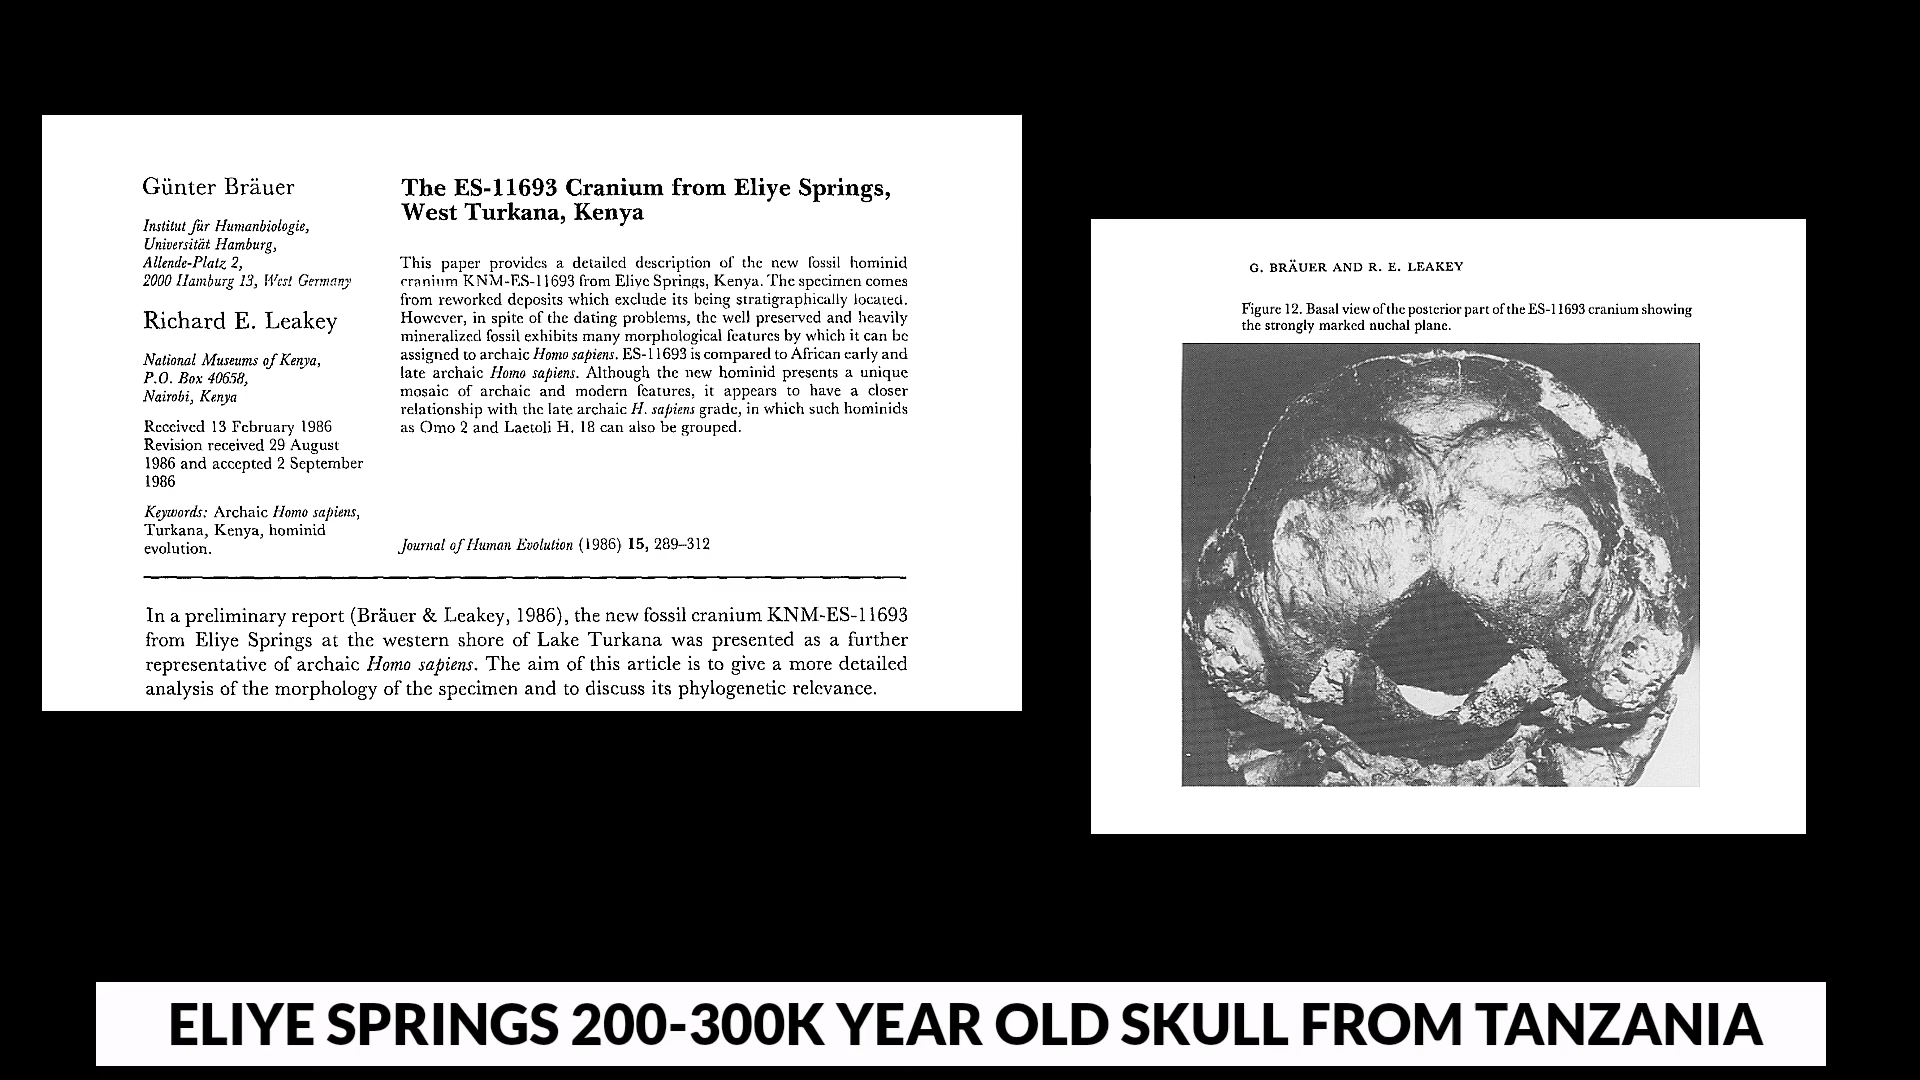 Günter Bräuer
Institut für Humanbiologie,
Universität Hamburg,
Allende-Platz 2,
2000 Hamburg 13, West Germany
Richard E. Leakey
National Museums of Kenya,
P.O. Box 40658,
Nairobi, Kenya
Received 13 February 1986
Revision received 29 August
1986 and accepted 2 September
1986
Keywords: Archaic Homo sapiens,
Turkana, Kenya, hominid
evolution.
The ES-11693 Cranium from Eliye Springs,
West Turkana, Kenya
This paper provides a detailed description of the new fossil hominid
cranium KNM-ES-11693 from Eliye Springs, Kenya. The specimen comes
from reworked deposits which exclude its being stratigraphically located.
However, in spite of the dating problems, the well preserved and heavily
mineralized fossil exhibits many morphological features by which it can be
assigned to archaic Homo sapiens. ES-11693 is compared to African early and
late archaic Homo sapiens. Although the new hominid presents a unique
mosaic of archaic and modern features, it appears to have a closer
relationship with the late archaic H. sapiens grade, in which such hominids
as Omo 2 and Laetoli H. 18 can also be grouped.
Journal of Human Evolution (1986) 15, 289–312
In a preliminary report (Bräuer & Leakey, 1986), the new fossil cranium KNM-ES-11693
from Eliye Springs at the western shore of Lake Turkana was presented as a further
representative of archaic Homo sapiens. The aim of this article is to give a more detailed
analysis of the morphology of the specimen and to discuss its phylogenetic relevance.
G. BRÄUER AND R. E. LEAKEY
Figure 12. Basal view of the posterior part of the ES-11693 cranium showing
the strongly marked nuchal plane.
ELIYE SPRINGS 200-300K YEAR OLD SKULL FROM TANZANIA